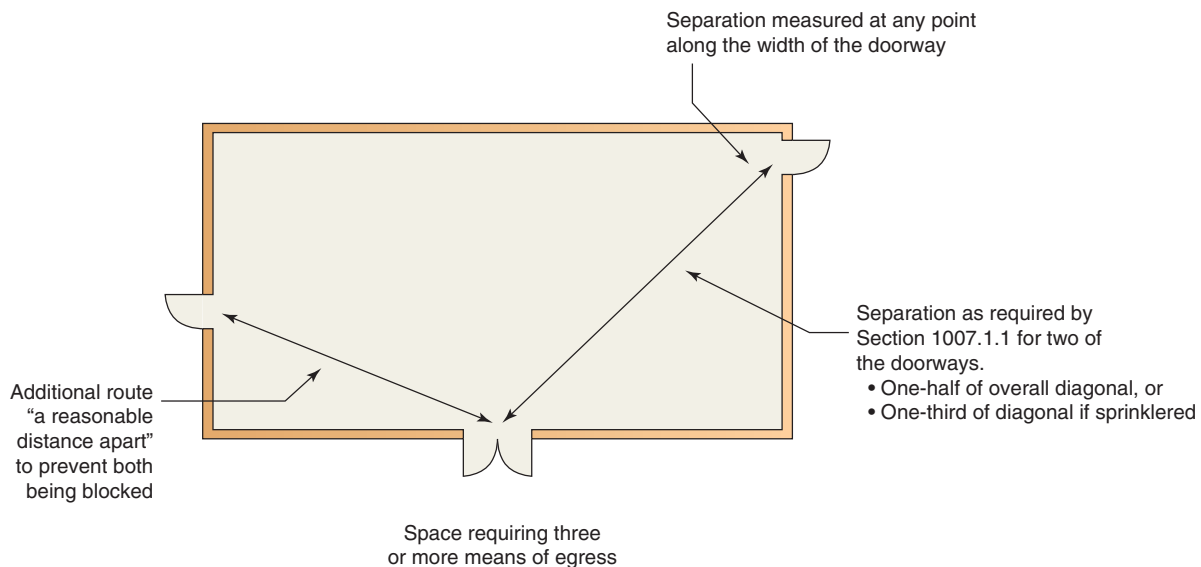 Separation measured at any point
along the width of the doorway
Separation as required by
Section 1007.1.1 for two of
the doorways.
• One-half of overall diagonal, or
• One-third of diagonal if sprinklered
Additional route
“a reasonable
distance apart”
to prevent both
being blocked
Space requiring three
or more means of egress